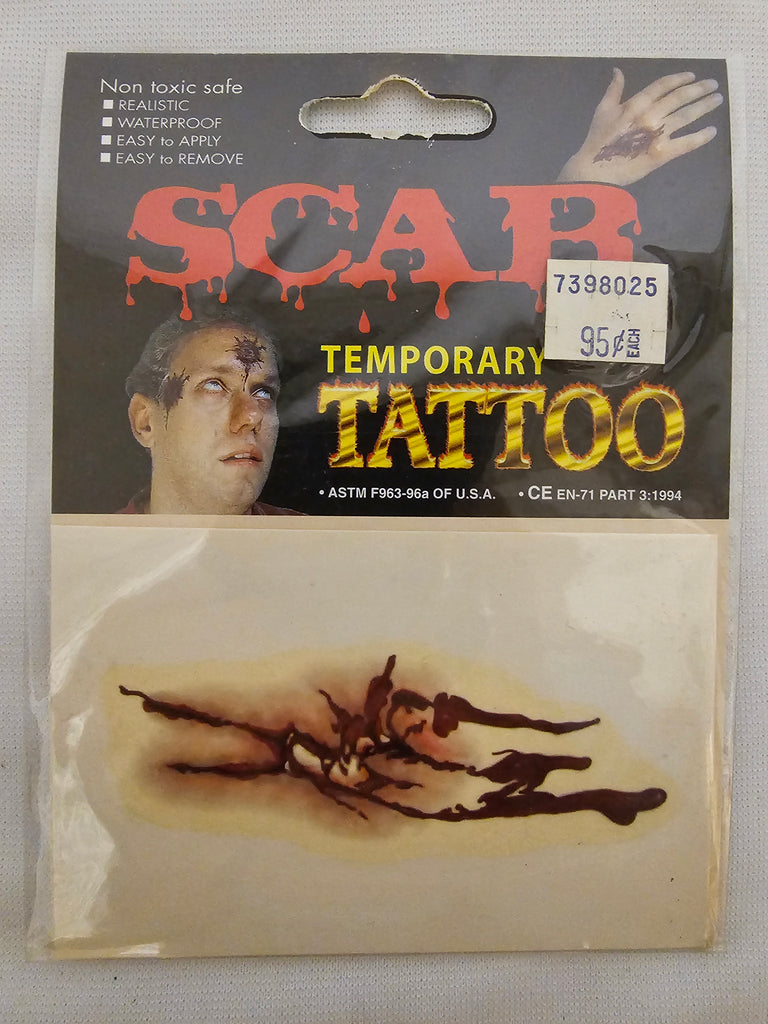 Non toxic safe
■ REALISTIC
■ WATERPROOF
■ EASY to APPLY
■ EASY to REMOVE
SCAB
7398025
95¢ EACH
TEMPORARY
TATTOO
• ASTM F963-96a OF U.S.A. • CE EN-71 PART 3:1994